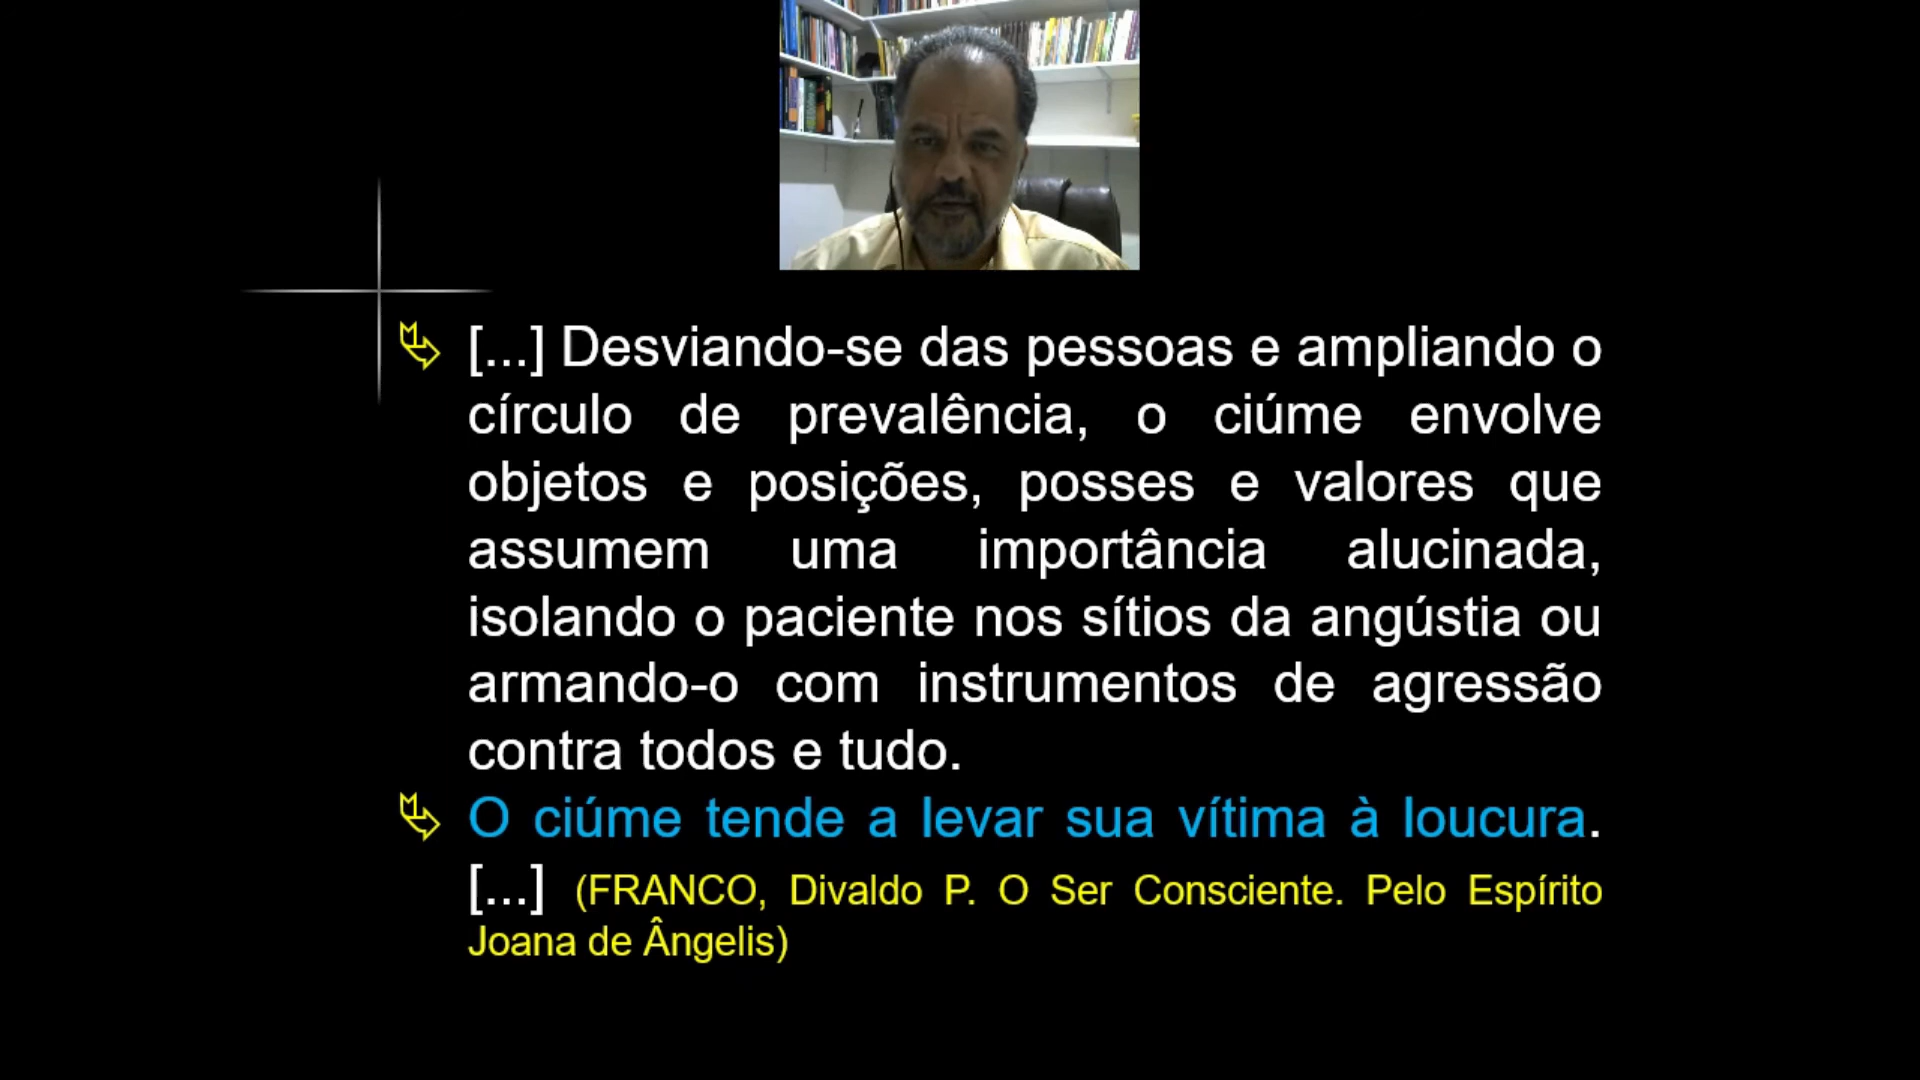 [...] Desviando-se das pessoas e ampliando o
círculo de prevalência, o ciúme envolve
objetos e posições, posses e valores que
assumem uma importância alucinada,
isolando o paciente nos sítios da angústia ou
armando-o com instrumentos de agressão
contra todos e tudo.
O ciúme tende a levar sua vítima à loucura.
[...] (FRANCO, Divaldo P. O Ser Consciente. Pelo Espírito
Joana de Ângelis)